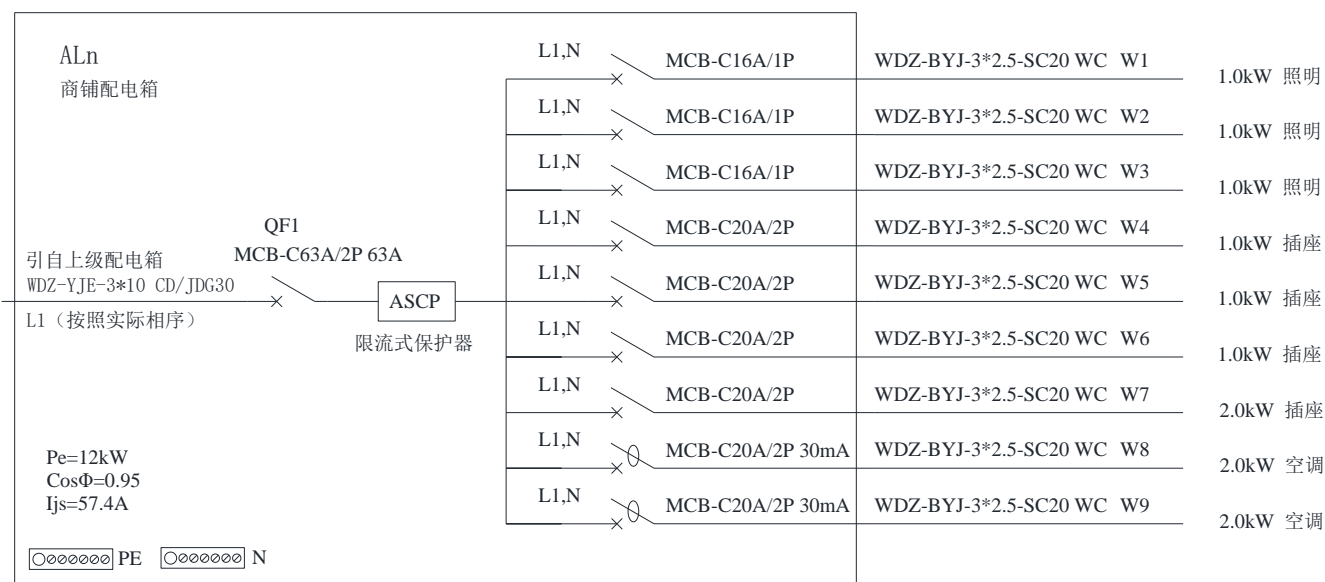 ALn
商铺配电箱
L1,N MCB-C16A/1P WDZ-BYJ-3*2.5-SC20 WC W1 1.0kW 照明
L1,N MCB-C16A/1P WDZ-BYJ-3*2.5-SC20 WC W2 1.0kW 照明
L1,N MCB-C16A/1P WDZ-BYJ-3*2.5-SC20 WC W3 1.0kW 照明
L1,N MCB-C20A/2P WDZ-BYJ-3*2.5-SC20 WC W4 1.0kW 插座
L1,N MCB-C20A/2P WDZ-BYJ-3*2.5-SC20 WC W5 1.0kW 插座
L1,N MCB-C20A/2P WDZ-BYJ-3*2.5-SC20 WC W6 1.0kW 插座
L1,N MCB-C20A/2P WDZ-BYJ-3*2.5-SC20 WC W7 2.0kW 插座
L1,N MCB-C20A/2P 30mA WDZ-BYJ-3*2.5-SC20 WC W8 2.0kW 空调
L1,N MCB-C20A/2P 30mA WDZ-BYJ-3*2.5-SC20 WC W9 2.0kW 空调
QF1
MCB-C63A/2P 63A
引自上级配电箱
WDZ-YJE-3*10 CD/JDG30
L1（按照实际相序）
ASCP
限流式保护器
Pe=12kW
CosΦ=0.95
Ijs=57.4A
PE N